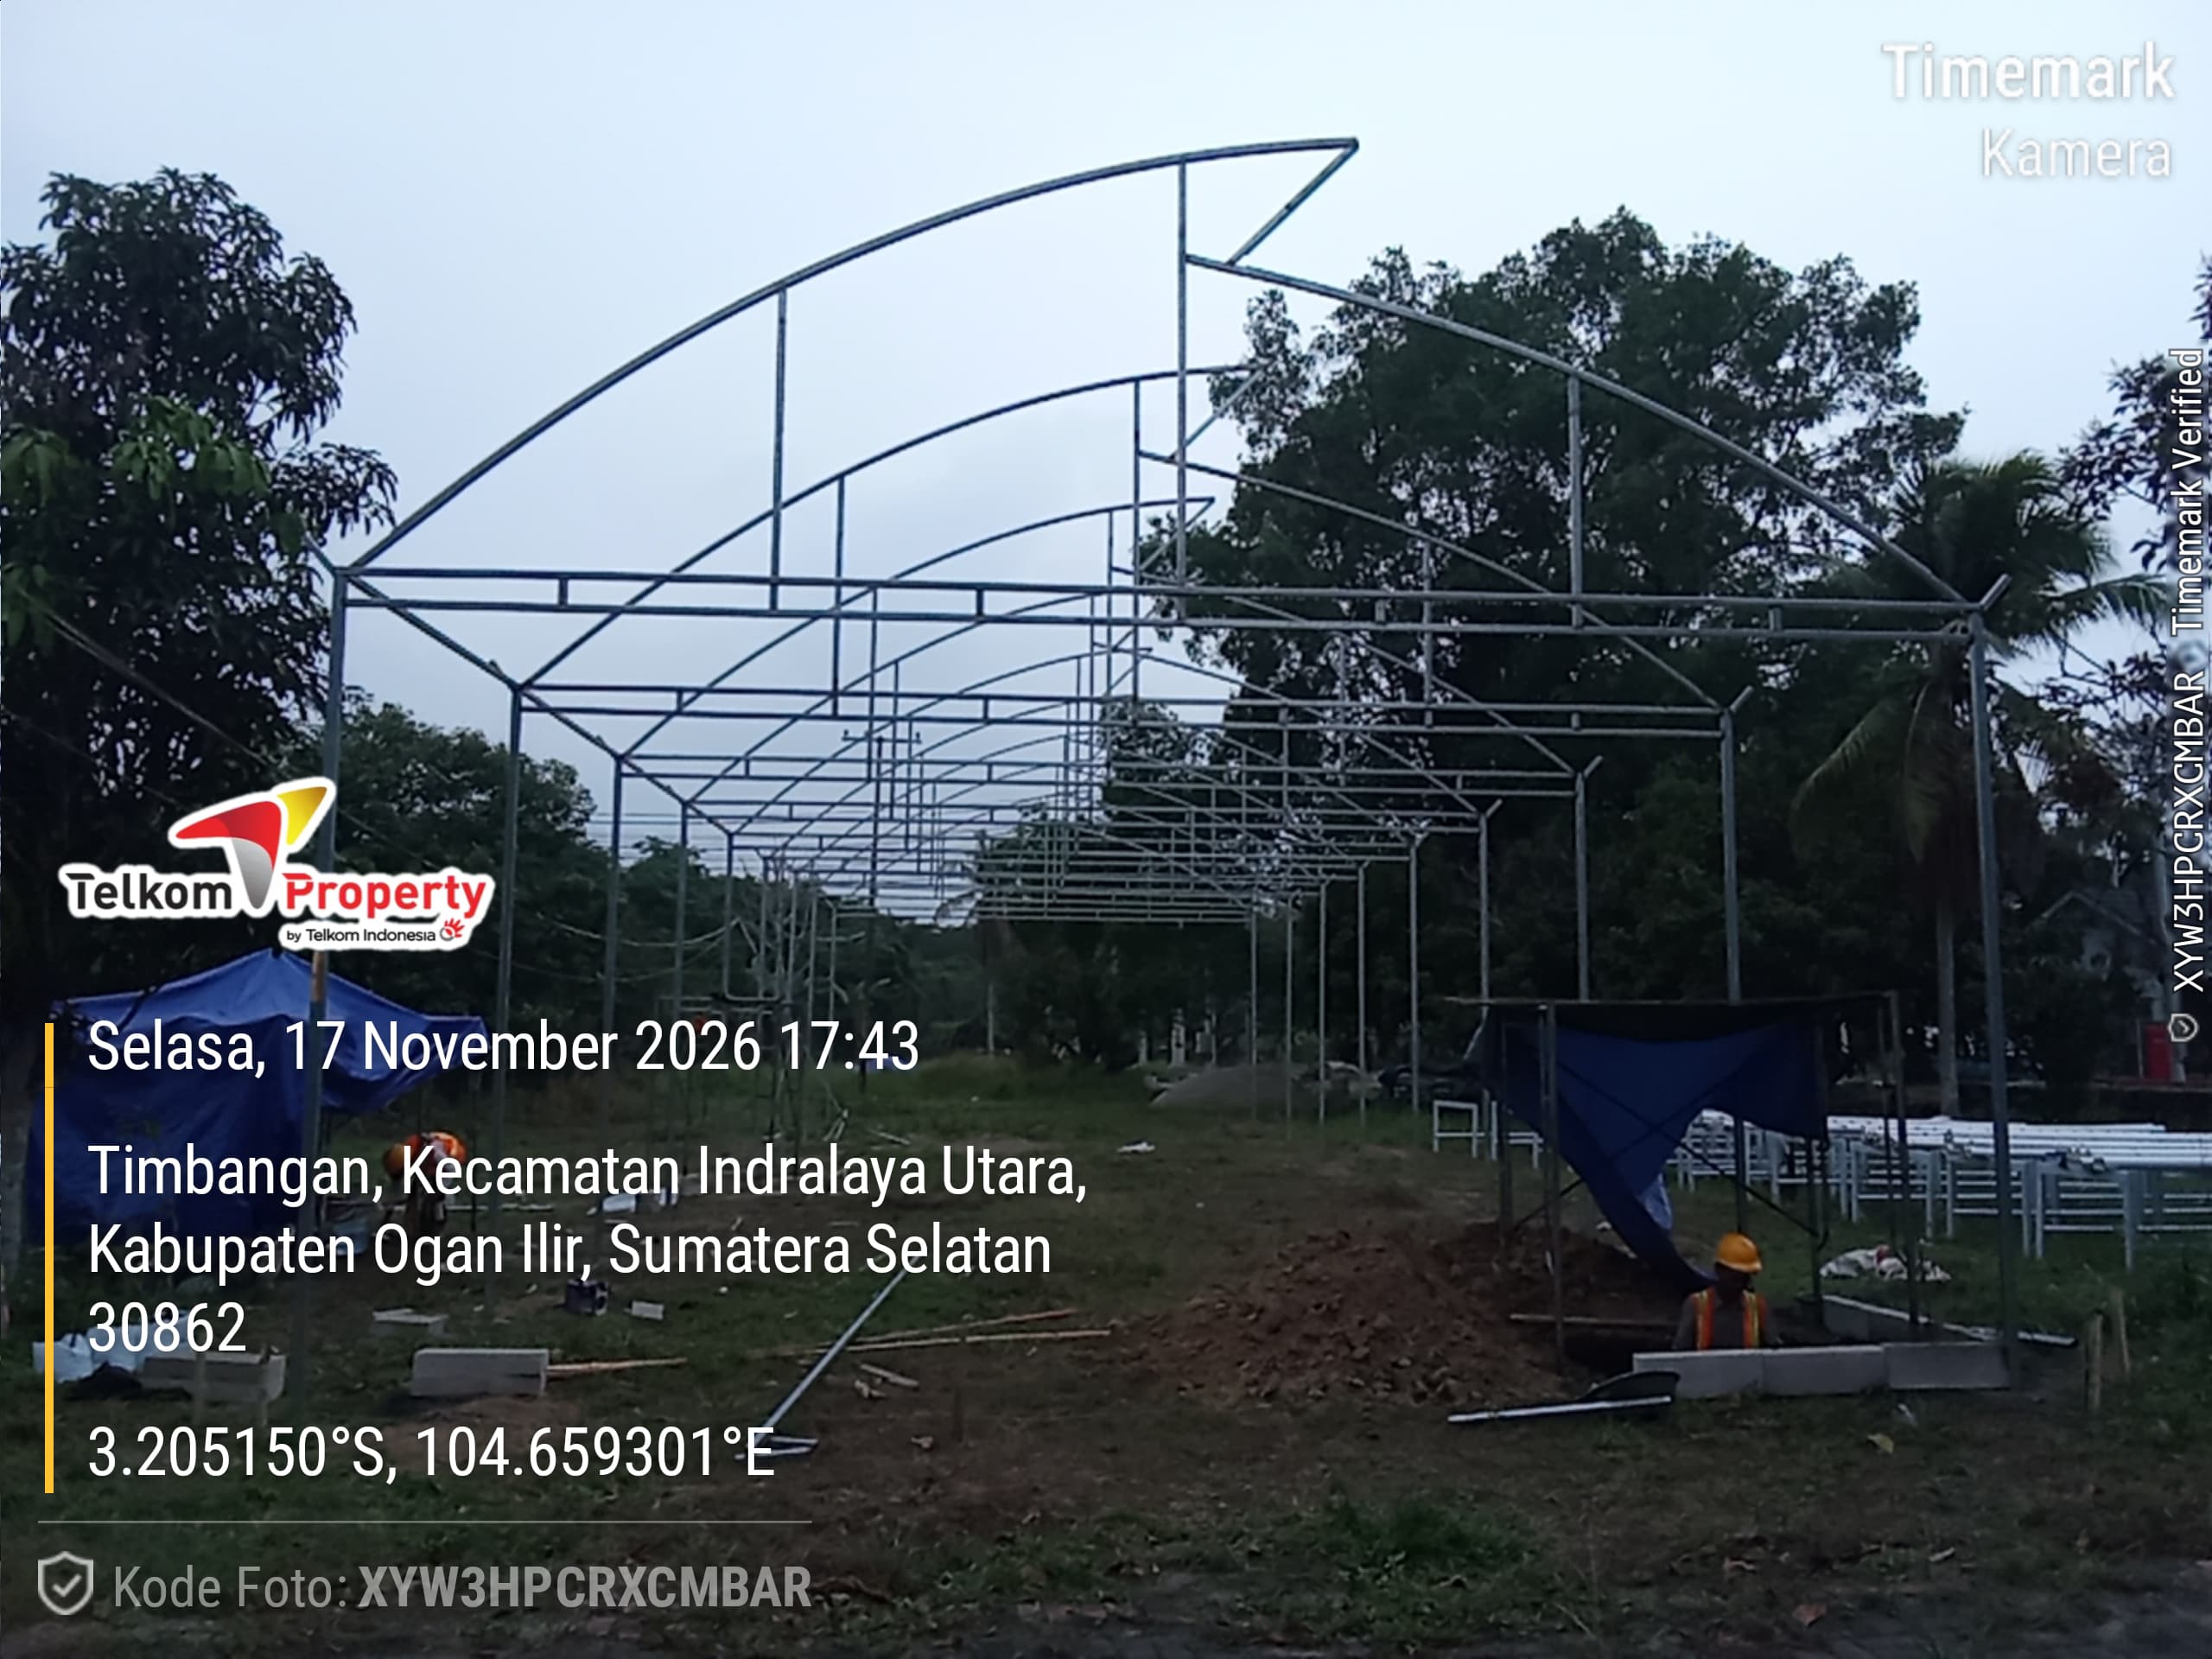 Timemark
Kamera
XYW3HPCRXCMBAR Timemark Verified
Telkom Property
by Telkom Indonesia
Selasa, 17 November 2026 17:43
Timbangan, Kecamatan Indralaya Utara,
Kabupaten Ogan Ilir, Sumatera Selatan
30862
3.205150°S, 104.659301°E
Kode Foto: XYW3HPCRXCMBAR